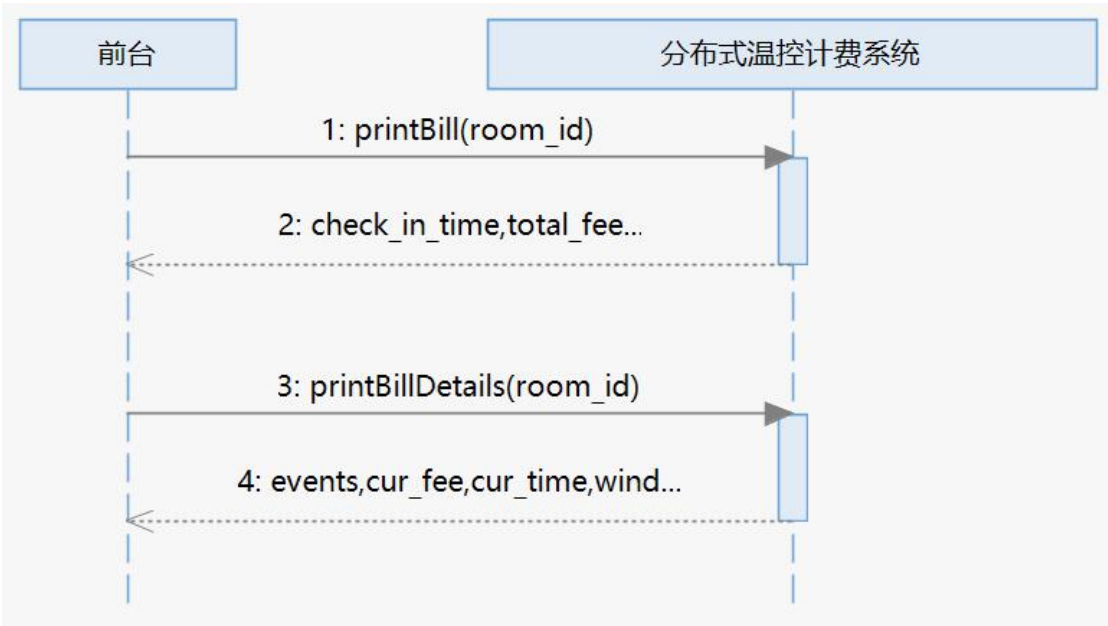 前台
分布式温控计费系统
1: printBill(room_id)
2: check_in_time,total_fee...
3: printBillDetails(room_id)
4: events,cur_fee,cur_time,wind...